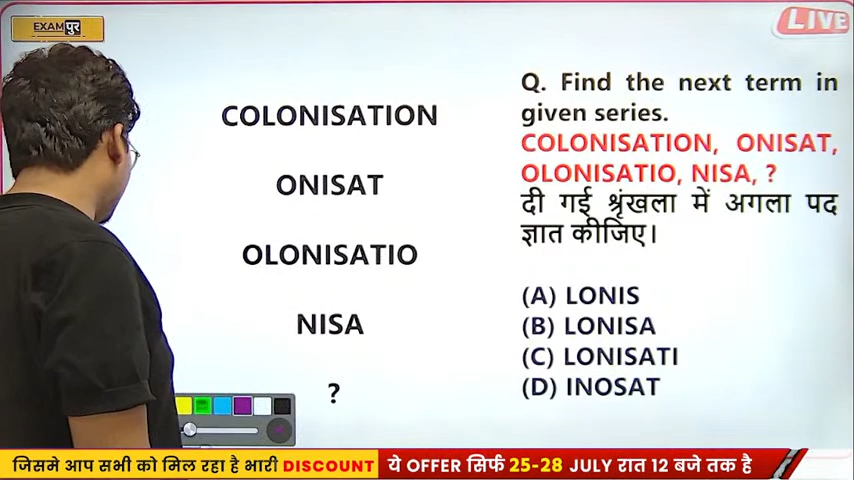 EXAMपुर
LIVE
COLONISATION
ONISAT
OLONISATIO
NISA
?
Q. Find the next term in
given series.
COLONISATION, ONISAT,
OLONISATIO, NISA, ?
दी गई श्रृंखला में अगला पद
ज्ञात कीजिए।
(A) LONIS
(B) LONISA
(C) LONISATI
(D) INOSAT
जिसमे आप सभी को मिल रहा है भारी DISCOUNT ये OFFER सिर्फ 25-28 JULY रात 12 बजे तक है